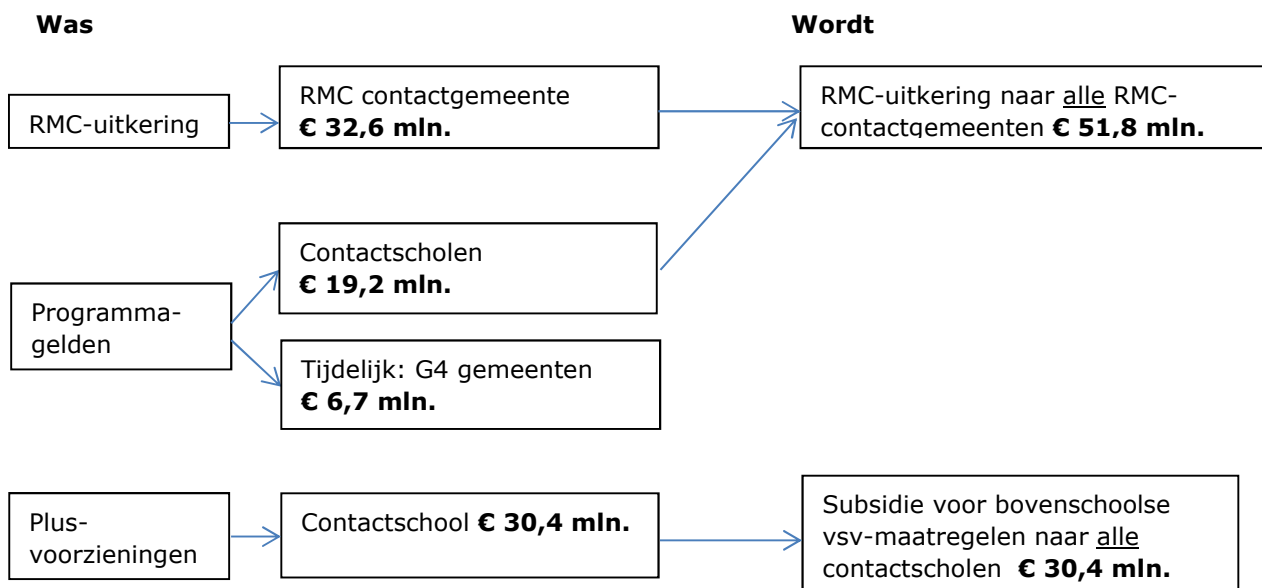 Was
Wordt
RMC-uitkering
RMC contactgemeente
€ 32,6 mln.
RMC-uitkering naar alle RMC-
contactgemeenten € 51,8 mln.
Programma-
gelden
Contactscholen
€ 19,2 mln.
Tijdelijk: G4 gemeenten
€ 6,7 mln.
Plus-
voorzieningen
Contactschool € 30,4 mln.
Subsidie voor bovenschoolse
vsv-maatregelen naar alle
contactscholen € 30,4 mln.